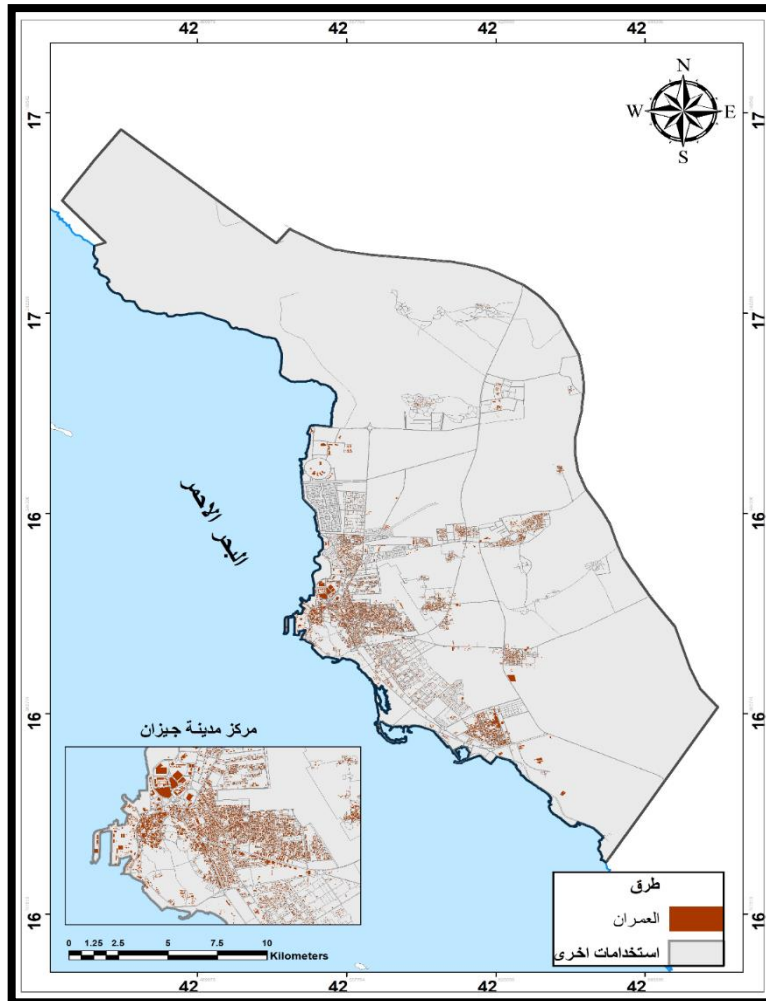 42 42 42 42
N
W E
S
17 17
17 17
16 16
البحر الاحمر
16 16
مركز مدينة جيزان
طرق
العمران
استخدامات اخرى
16 16
0 1.25 2.5 5 7.5 10
Kilometers
42 42 42 42